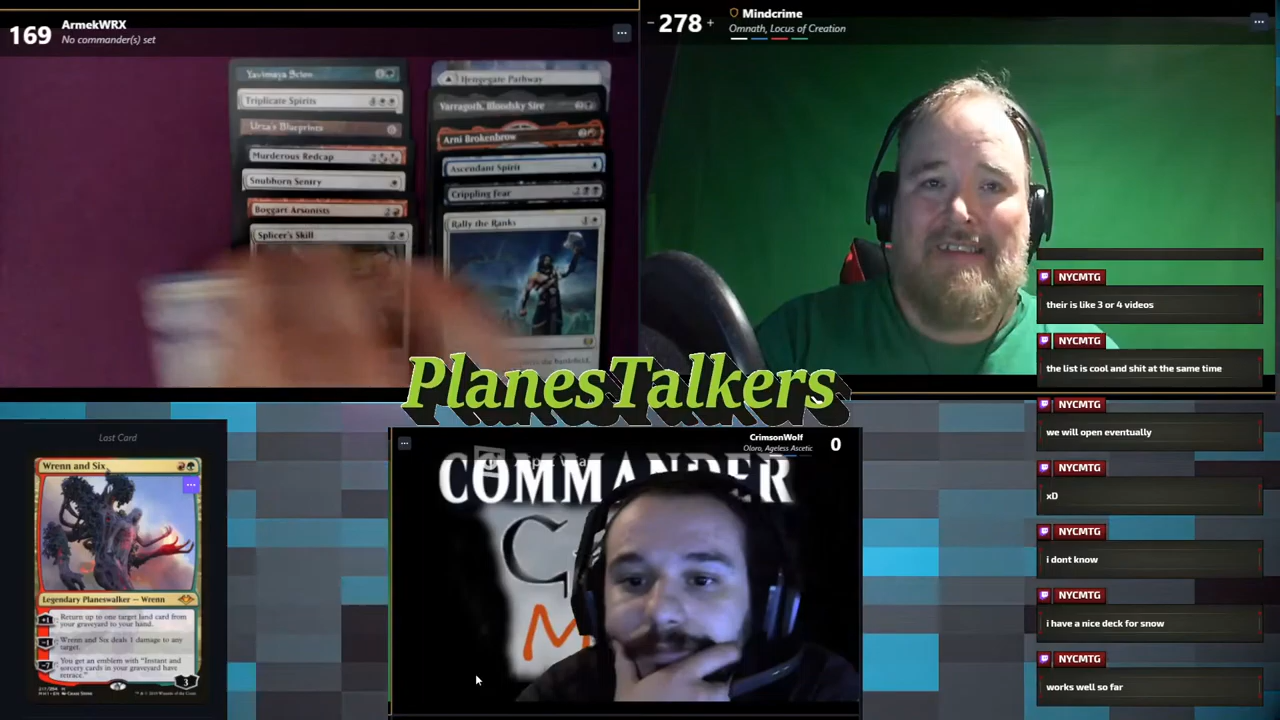 169
ArmekWRX
No commander(s) set
Yavimaya Scion
Triplicate Spirits
Urza's Blueprints
Murderous Redcap
Snubhorn Sentry
Boggart Arsonists
Splicer's Skill
Hengegate Pathway
Varragoth, Bloodsky Sire
Arni Brokenbrow
Ascendant Spirit
Crippling Fear
Rally the Ranks
- 278 +
Mindcrime
Omnath, Locus of Creation
NYCMTG
their is like 3 or 4 videos
NYCMTG
the list is cool and shit at the same time
NYCMTG
we will open eventually
NYCMTG
xD
NYCMTG
i dont know
NYCMTG
i have a nice deck for snow
NYCMTG
works well so far
PlanesTalkers
CrimsonWolf
Oloro, Ageless Ascetic
0
COMMANDER
Last Card
Wrenn and Six
Legendary Planeswalker — Wrenn
+1 Return up to one target land card from
your graveyard to your hand.
-1 Wrenn and Six deals 1 damage to any
target.
-7 You get an emblem with "Instant and
sorcery cards in your graveyard have
retrace."
3